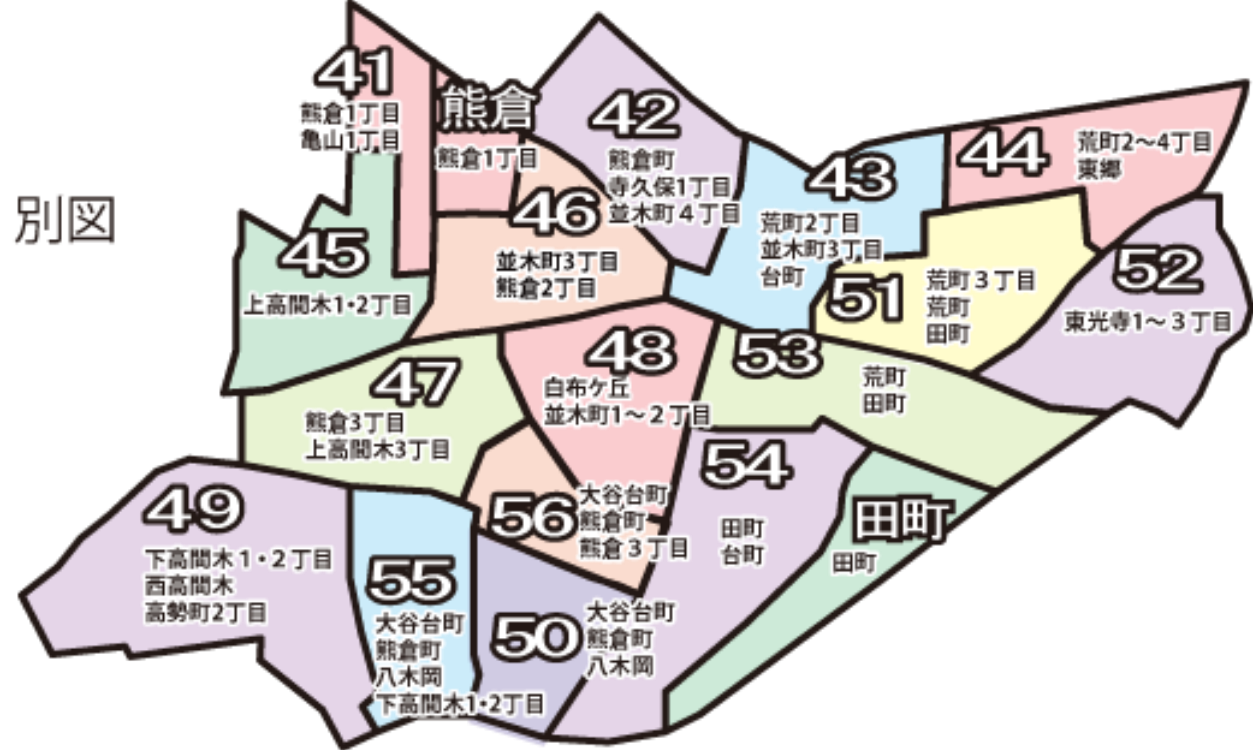 別図
41
熊倉1丁目
亀山1丁目
熊倉
熊倉1丁目
42
熊倉町
寺久保1丁目
並木町４丁目
43
荒町2丁目
並木町3丁目
台町
44
荒町2～4丁目
東郷
45
上高間木1・2丁目
46
並木町3丁目
熊倉2丁目
51
荒町３丁目
荒町
田町
52
東光寺1～３丁目
47
熊倉3丁目
上高間木3丁目
48
白布ケ丘
並木町1～２丁目
53
荒町
田町
49
下高間木１・２丁目
西高間木
高勢町2丁目
55
大谷台町
熊倉町
八木岡
下高間木1・2丁目
56
大谷台町
熊倉町
熊倉３丁目
50
大谷台町
熊倉町
八木岡
54
田町
台町
田町
田町